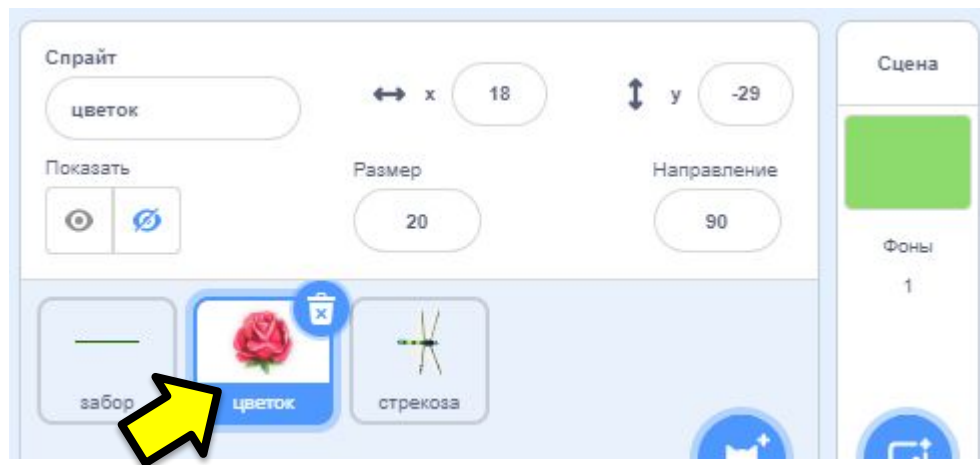 Спрайт
цветок
x 18
y -29
Показать
Размер
20
Направление
90
забор
цветок
стрекоза
Сцена
Фоны
1